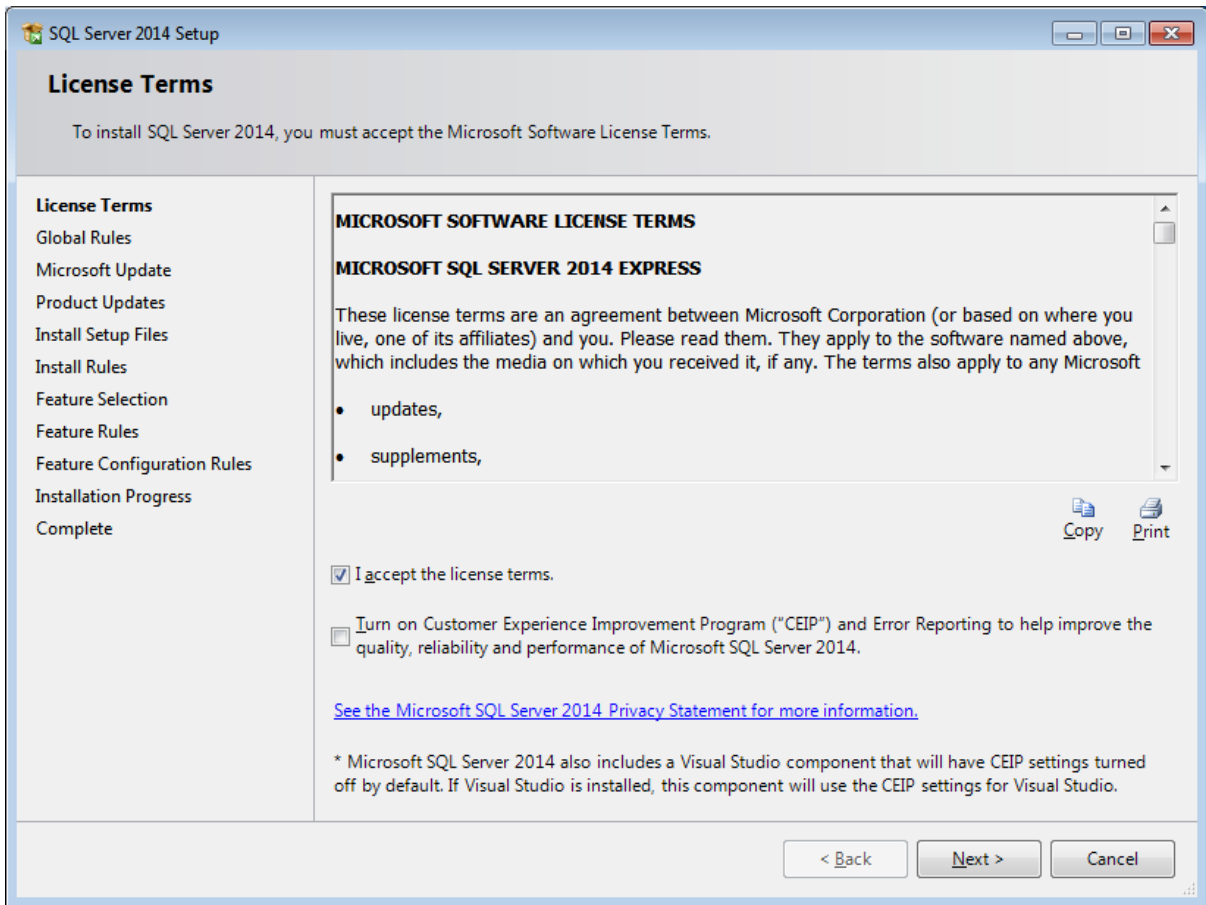 SQL Server 2014 Setup
License Terms
To install SQL Server 2014, you must accept the Microsoft Software License Terms.
License Terms
Global Rules
Microsoft Update
Product Updates
Install Setup Files
Install Rules
Feature Selection
Feature Rules
Feature Configuration Rules
Installation Progress
Complete
MICROSOFT SOFTWARE LICENSE TERMS
MICROSOFT SQL SERVER 2014 EXPRESS
These license terms are an agreement between Microsoft Corporation (or based on where you
live, one of its affiliates) and you. Please read them. They apply to the software named above,
which includes the media on which you received it, if any. The terms also apply to any Microsoft
• updates,
• supplements,
Copy Print
I accept the license terms.
Turn on Customer Experience Improvement Program ("CEIP") and Error Reporting to help improve the
quality, reliability and performance of Microsoft SQL Server 2014.
See the Microsoft SQL Server 2014 Privacy Statement for more information.
* Microsoft SQL Server 2014 also includes a Visual Studio component that will have CEIP settings turned
off by default. If Visual Studio is installed, this component will use the CEIP settings for Visual Studio.
< Back Next > Cancel